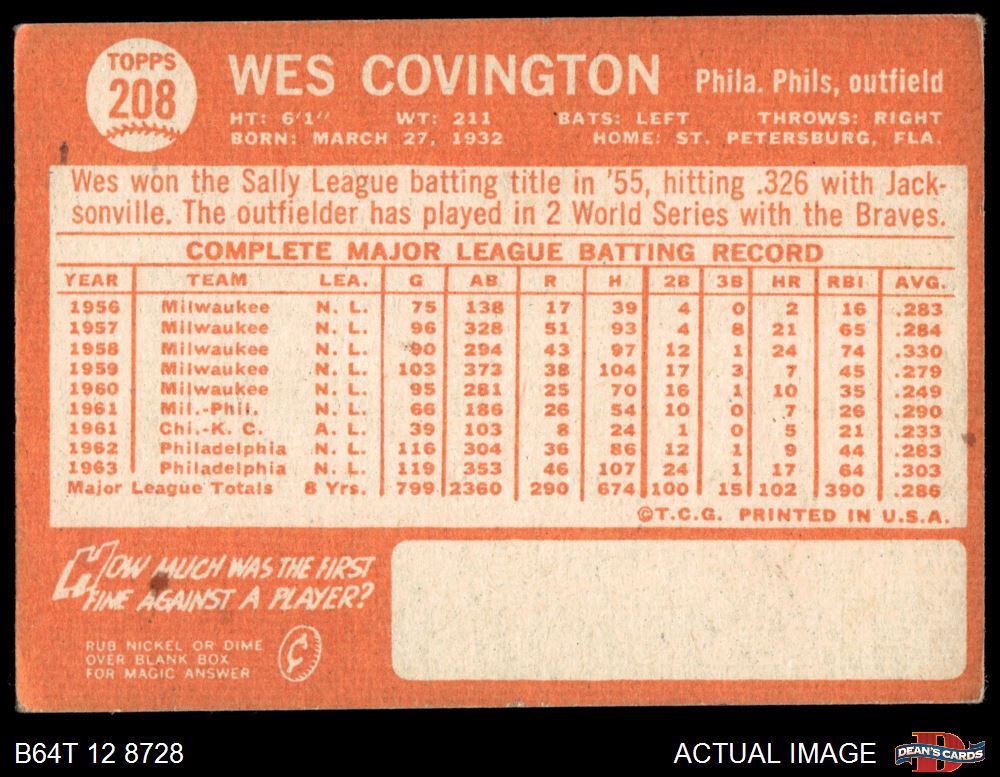 TOPPS
208
WES COVINGTON Phila. Phils, outfield
HT: 6'1" WT: 211 BATS: LEFT THROWS: RIGHT
BORN: MARCH 27, 1932 HOME: ST. PETERSBURG, FLA.
Wes won the Sally League batting title in '55, hitting .326 with Jack-
sonville. The outfielder has played in 2 World Series with the Braves.
COMPLETE MAJOR LEAGUE BATTING RECORD
YEAR TEAM LEA. G AB R H 2B 3B HR RBI AVG.
1956 Milwaukee N. L. 75 138 17 39 4 0 2 16 .283
1957 Milwaukee N. L. 96 328 51 93 4 8 21 65 .284
1958 Milwaukee N. L. 90 294 43 97 12 1 24 74 .330
1959 Milwaukee N. L. 103 373 38 104 17 3 7 45 .279
1960 Milwaukee N. L. 95 281 25 70 16 1 10 35 .249
1961 Mil.-Phil. N. L. 66 186 26 54 10 0 7 26 .290
1961 Chi.-K. C. A. L. 39 103 8 24 1 0 5 21 .233
1962 Philadelphia N. L. 116 304 36 86 12 1 9 44 .283
1963 Philadelphia N. L. 119 353 46 107 24 1 17 64 .303
Major League Totals 8 Yrs. 799 2360 290 674 100 15 102 390 .286
©T.C.G. PRINTED IN U.S.A.
HOW MUCH WAS THE FIRST
FINE AGAINST A PLAYER?
RUB NICKEL OR DIME
OVER BLANK BOX
FOR MAGIC ANSWER
¢
B64T 12 8728 ACTUAL IMAGE DEAN'S CARDS